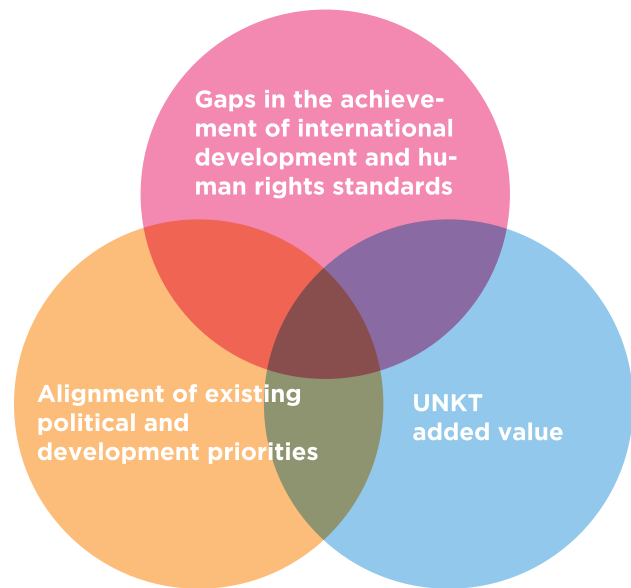 Gaps in the achieve-
ment of international
development and hu-
man rights standards
Alignment of existing
political and
development priorities
UNKT
added value